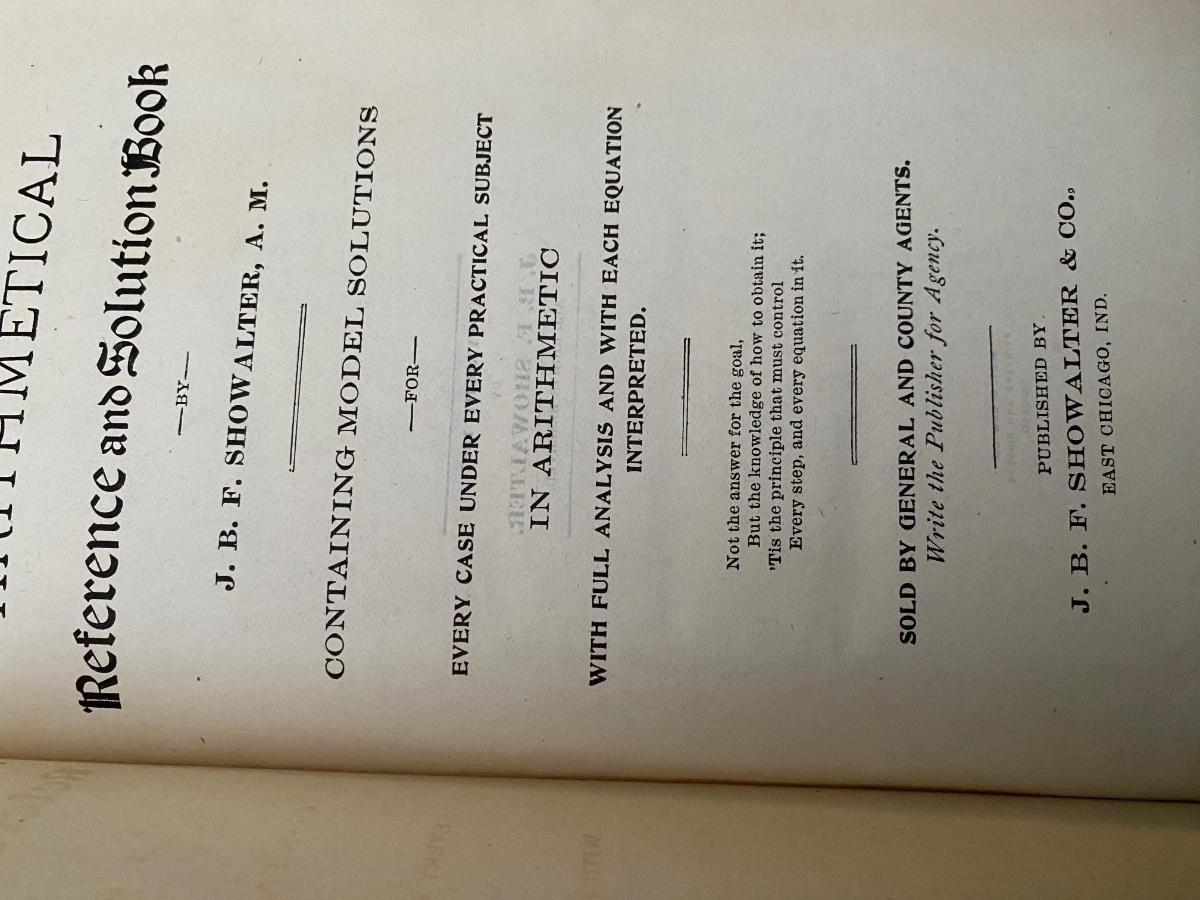 ARITHMETICAL
Reference and Solution Book
—BY—
J. B. F. SHOWALTER, A. M.
CONTAINING MODEL SOLUTIONS
—FOR—
EVERY CASE UNDER EVERY PRACTICAL SUBJECT
IN ARITHMETIC
WITH FULL ANALYSIS AND WITH EACH EQUATION
INTERPRETED.
Not the answer for the goal,
But the knowledge of how to obtain it;
'Tis the principle that must control
Every step, and every equation in it.
SOLD BY GENERAL AND COUNTY AGENTS.
Write the Publisher for Agency.
PUBLISHED BY
J. B. F. SHOWALTER & CO.,
EAST CHICAGO, IND.